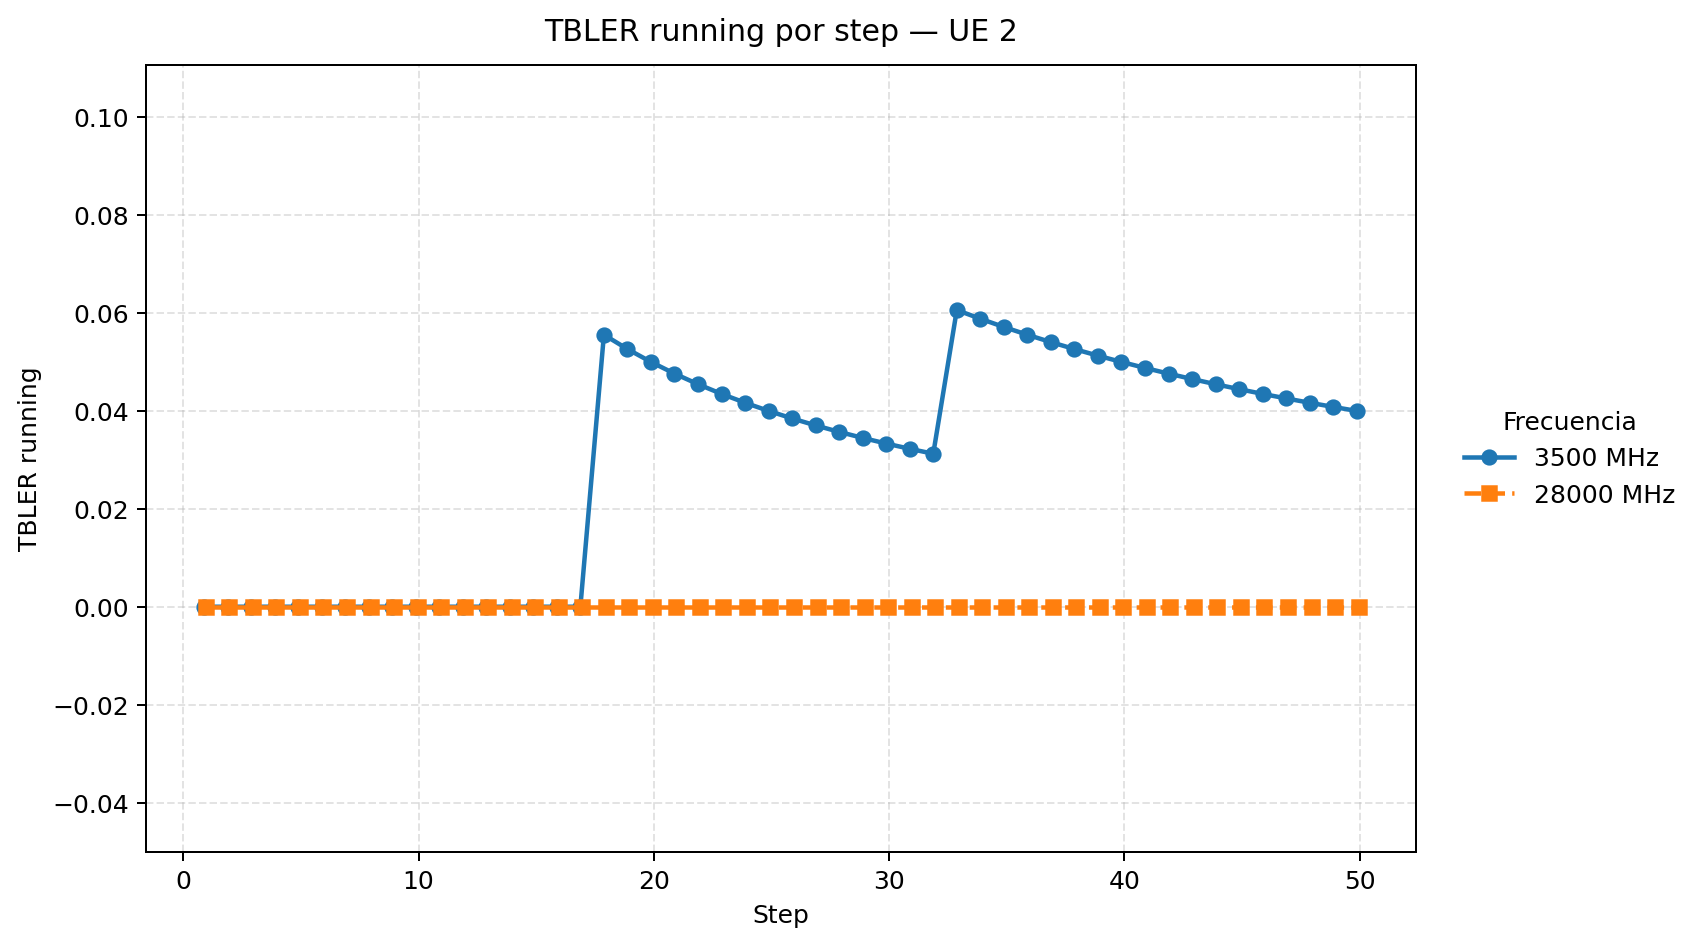 TBLER running por step — UE 2
TBLER running
0.10
0.08
0.06
0.04
0.02
0.00
−0.02
−0.04
0 10 20 30 40 50
Step
Frecuencia
3500 MHz
28000 MHz